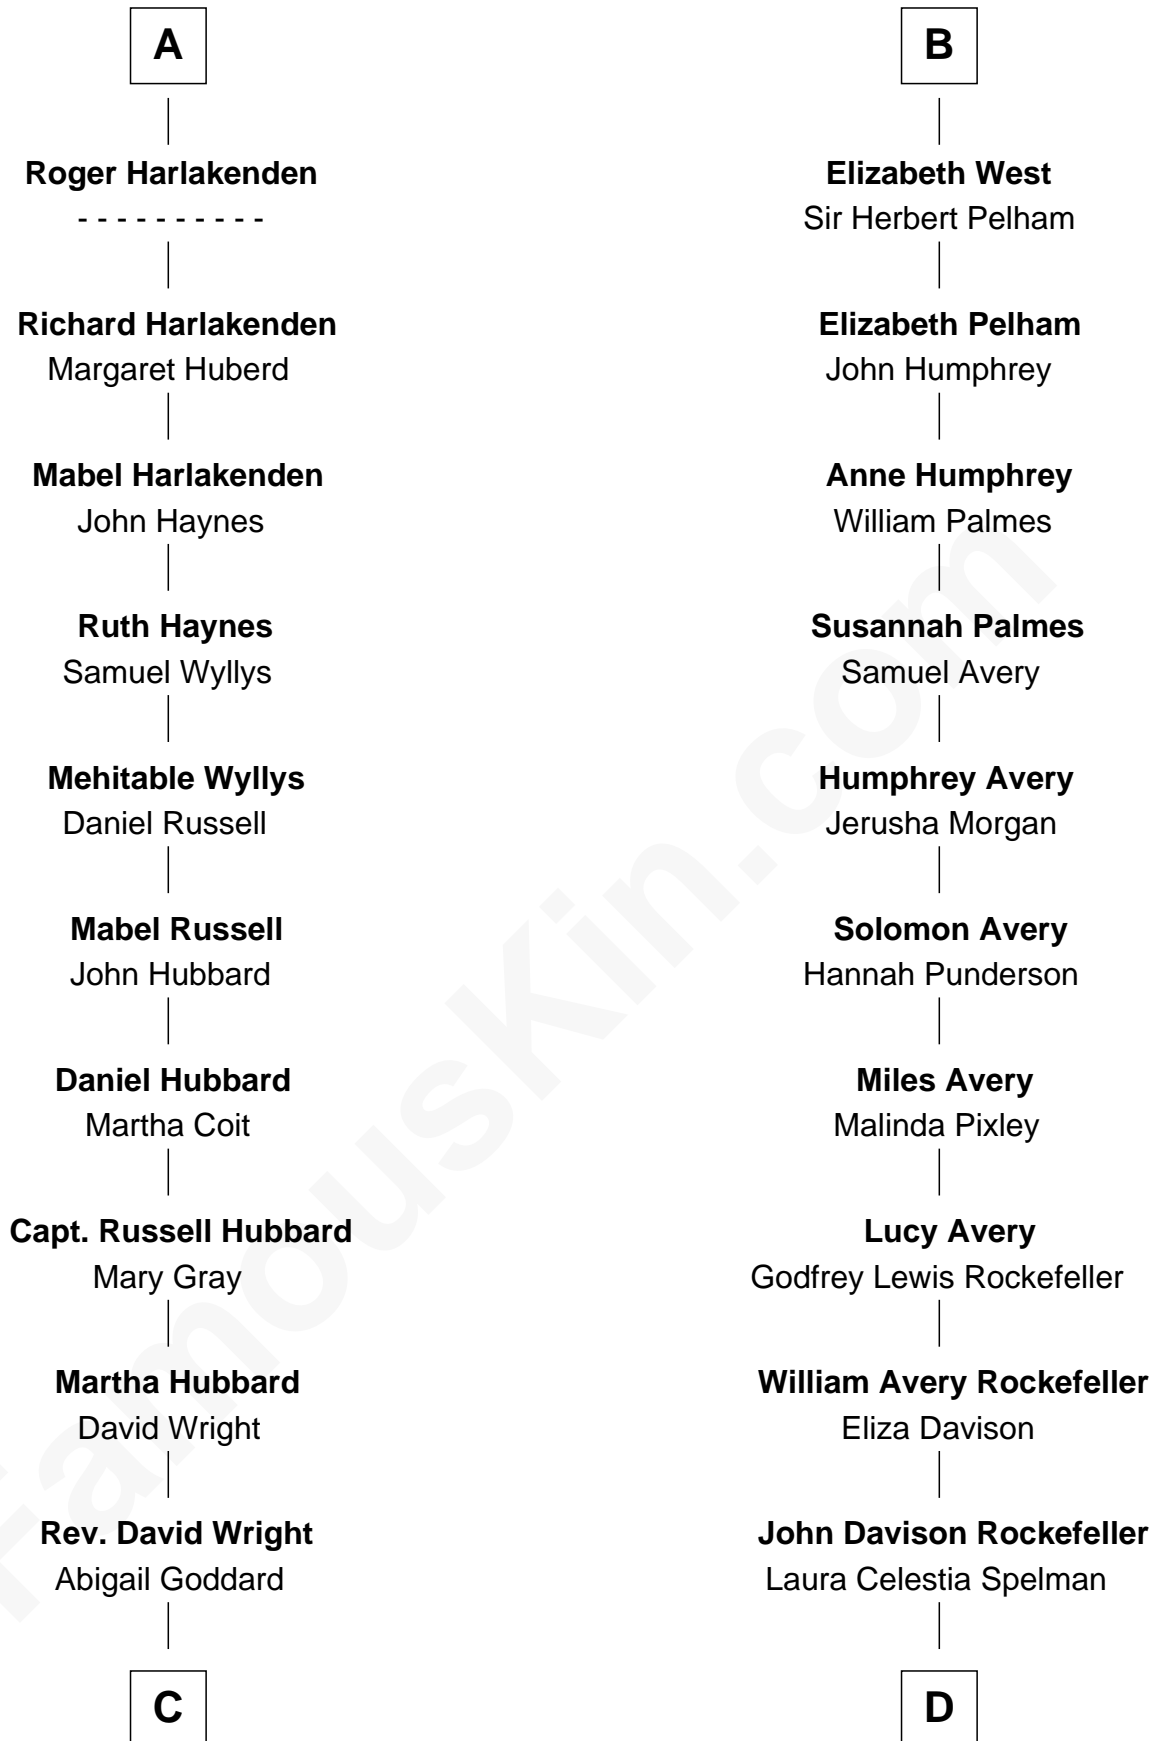 A
Roger Harlakenden
- - - - - - - - - -
Richard Harlakenden
Margaret Huberd
Mabel Harlakenden
John Haynes
Ruth Haynes
Samuel Wyllys
Mehitable Wyllys
Daniel Russell
Mabel Russell
John Hubbard
Daniel Hubbard
Martha Coit
Capt. Russell Hubbard
Mary Gray
Martha Hubbard
David Wright
Rev. David Wright
Abigail Goddard
C
B
Elizabeth West
Sir Herbert Pelham
Elizabeth Pelham
John Humphrey
Anne Humphrey
William Palmes
Susannah Palmes
Samuel Avery
Humphrey Avery
Jerusha Morgan
Solomon Avery
Hannah Punderson
Miles Avery
Malinda Pixley
Lucy Avery
Godfrey Lewis Rockefeller
William Avery Rockefeller
Eliza Davison
John Davison Rockefeller
Laura Celestia Spelman
D
FamousKin.com